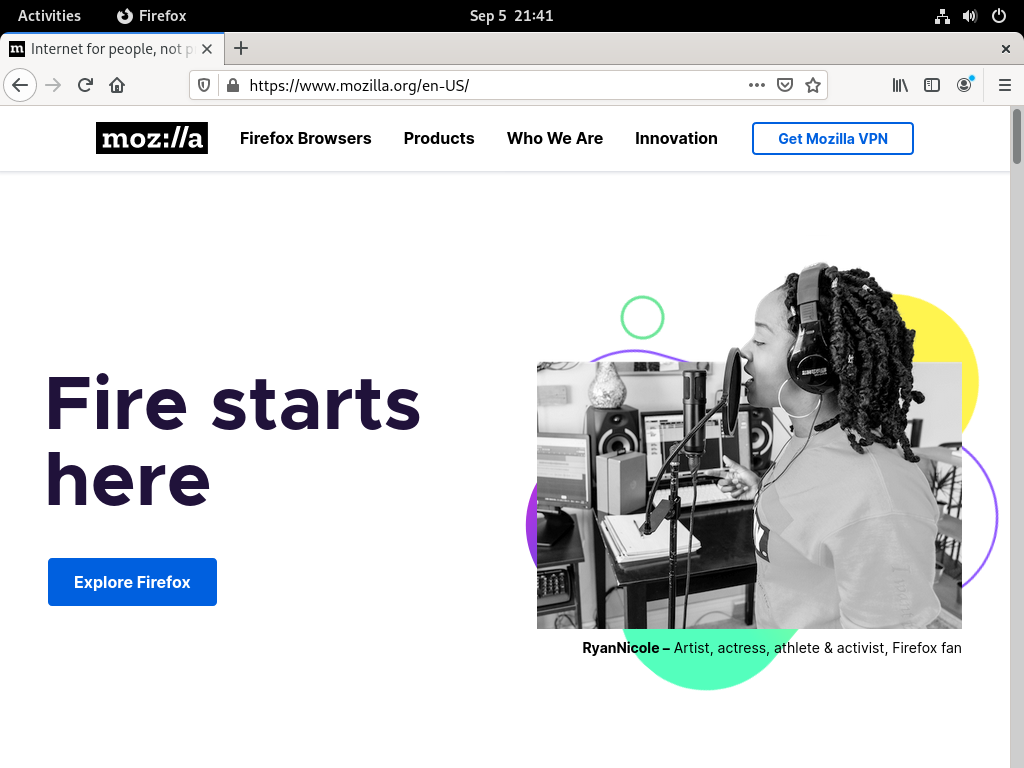 Activities Firefox Sep 5 21:41
Internet for people, not p
https://www.mozilla.org/en-US/
moz://a Firefox Browsers Products Who We Are Innovation Get Mozilla VPN
Fire starts
here
Explore Firefox
RyanNicole – Artist, actress, athlete & activist, Firefox fan